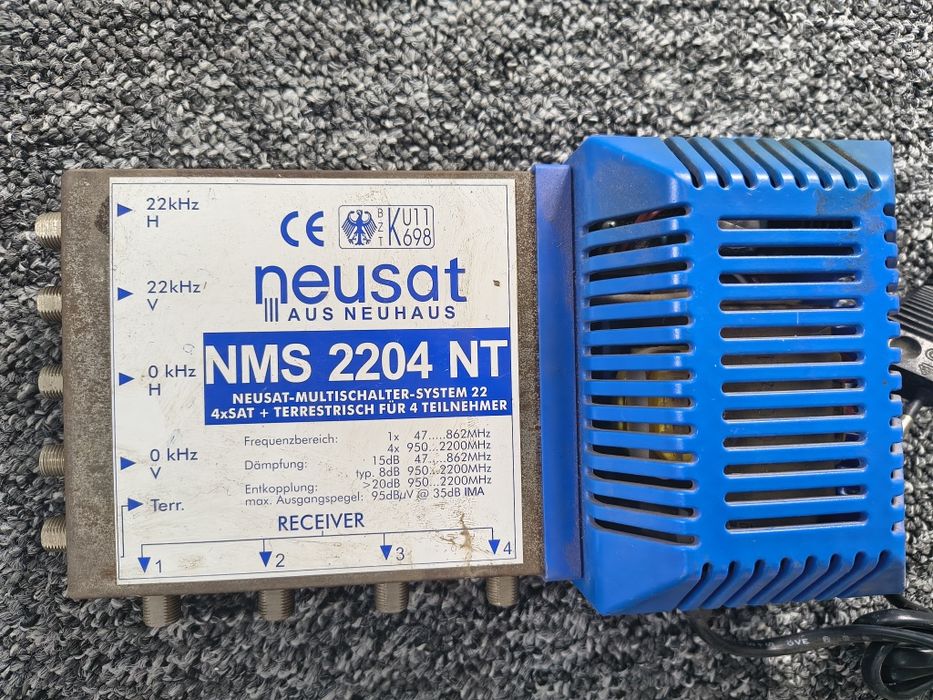 22kHz
H
22kHz
V
0 kHz
H
0 kHz
V
Terr.
CE
BZT
KU11
698
neusat
AUS NEUHAUS
NMS 2204 NT
NEUSAT-MULTISCHALTER-SYSTEM 22
4xSAT + TERRESTRISCH FÜR 4 TEILNEHMER
Frequenzbereich: 1x 47.....862MHz
4x 950...2200MHz
Dämpfung: 15dB 47.....862MHz
typ. 8dB 950...2200MHz
Entkopplung: >20dB 950...2200MHz
max. Ausgangspegel: 95dBµV @ 35dB IMA
RECEIVER
1 2 3 4